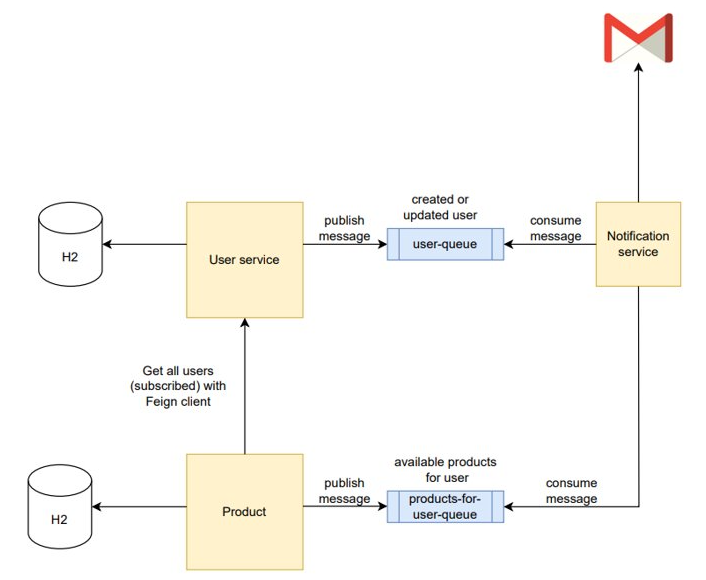 created or
updated user
publish
message
consume
message
H2
User service
user-queue
Notification
service
Get all users
(subscribed) with
Feign client
available products
for user
publish
message
consume
message
H2
Product
products-for-
user-queue